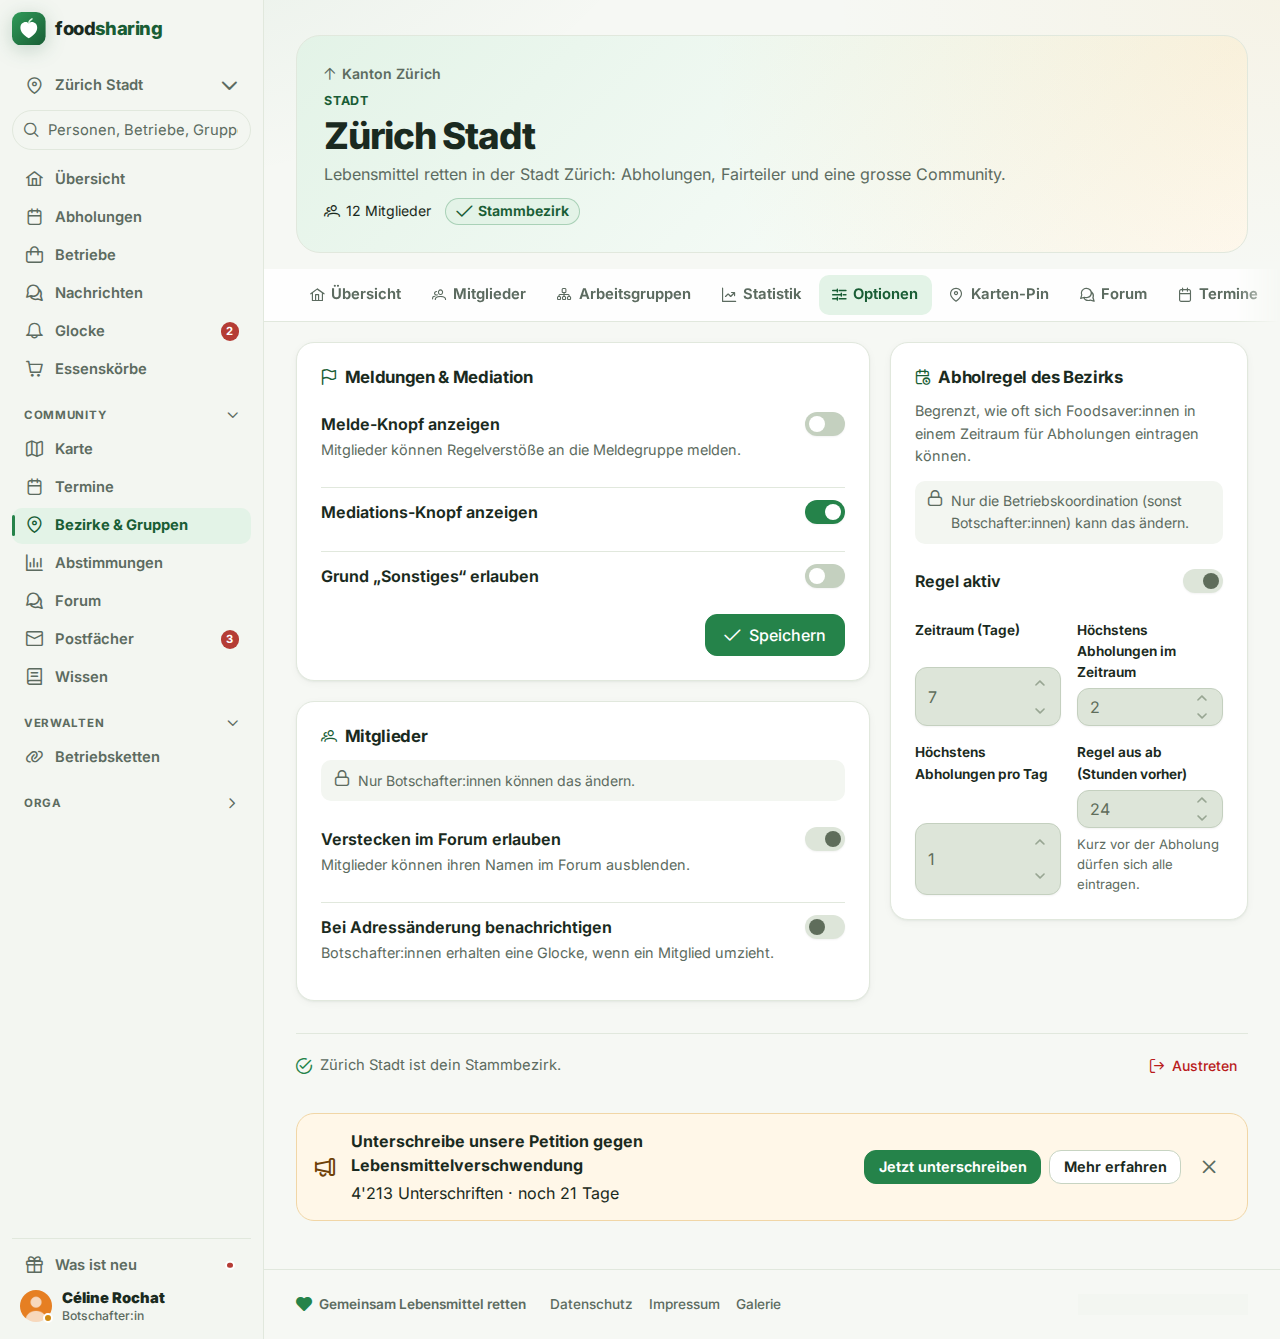 foodsharing
Zürich Stadt
Personen, Betriebe, Grupp
Übersicht
Abholungen
Betriebe
Nachrichten
Glocke 2
Essenskörbe
COMMUNITY
Karte
Termine
Bezirke & Gruppen
Abstimmungen
Forum
Postfächer 3
Wissen
VERWALTEN
Betriebsketten
ORGA
Was ist neu
Céline Rochat
Botschafter:in
Kanton Zürich
STADT
Zürich Stadt
Lebensmittel retten in der Stadt Zürich: Abholungen, Fairteiler und eine grosse Community.
12 Mitglieder Stammbezirk
Übersicht Mitglieder Arbeitsgruppen Statistik Optionen Karten-Pin Forum Termine
Meldungen & Mediation
Melde-Knopf anzeigen
Mitglieder können Regelverstöße an die Meldegruppe melden.
Mediations-Knopf anzeigen
Grund „Sonstiges“ erlauben
Speichern
Mitglieder
Nur Botschafter:innen können das ändern.
Verstecken im Forum erlauben
Mitglieder können ihren Namen im Forum ausblenden.
Bei Adressänderung benachrichtigen
Botschafter:innen erhalten eine Glocke, wenn ein Mitglied umzieht.
Abholregel des Bezirks
Begrenzt, wie oft sich Foodsaver:innen in
einem Zeitraum für Abholungen eintragen
können.
Nur die Betriebskoordination (sonst
Botschafter:innen) kann das ändern.
Regel aktiv
Zeitraum (Tage)
7
Höchstens
Abholungen im
Zeitraum
2
Höchstens
Abholungen pro Tag
1
Regel aus ab
(Stunden vorher)
24
Kurz vor der Abholung
dürfen sich alle
eintragen.
Zürich Stadt ist dein Stammbezirk.
Austreten
Unterschreibe unsere Petition gegen
Lebensmittelverschwendung
4'213 Unterschriften · noch 21 Tage
Jetzt unterschreiben
Mehr erfahren
Gemeinsam Lebensmittel retten Datenschutz Impressum Galerie